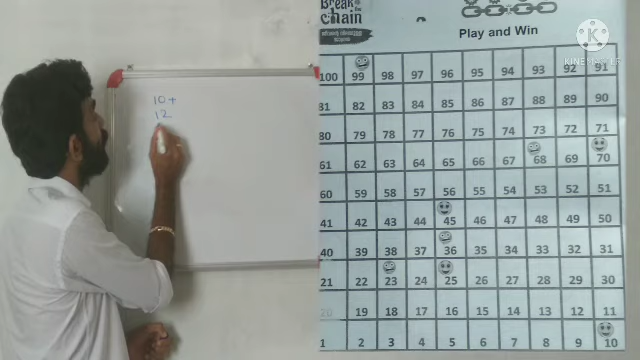 10+
12
Break
the
chain
Play and Win
KINEMASTER
100 99 98 97 96 95 94 93 92 91
81 82 83 84 85 86 87 88 89 90
80 79 78 77 76 75 74 73 72 71
61 62 63 64 65 66 67 68 69 70
60 59 58 57 56 55 54 53 52 51
41 42 43 44 45 46 47 48 49 50
40 39 38 37 36 35 34 33 32 31
21 22 23 24 25 26 27 28 29 30
20 19 18 17 16 15 14 13 12 11
1 2 3 4 5 6 7 8 9 10